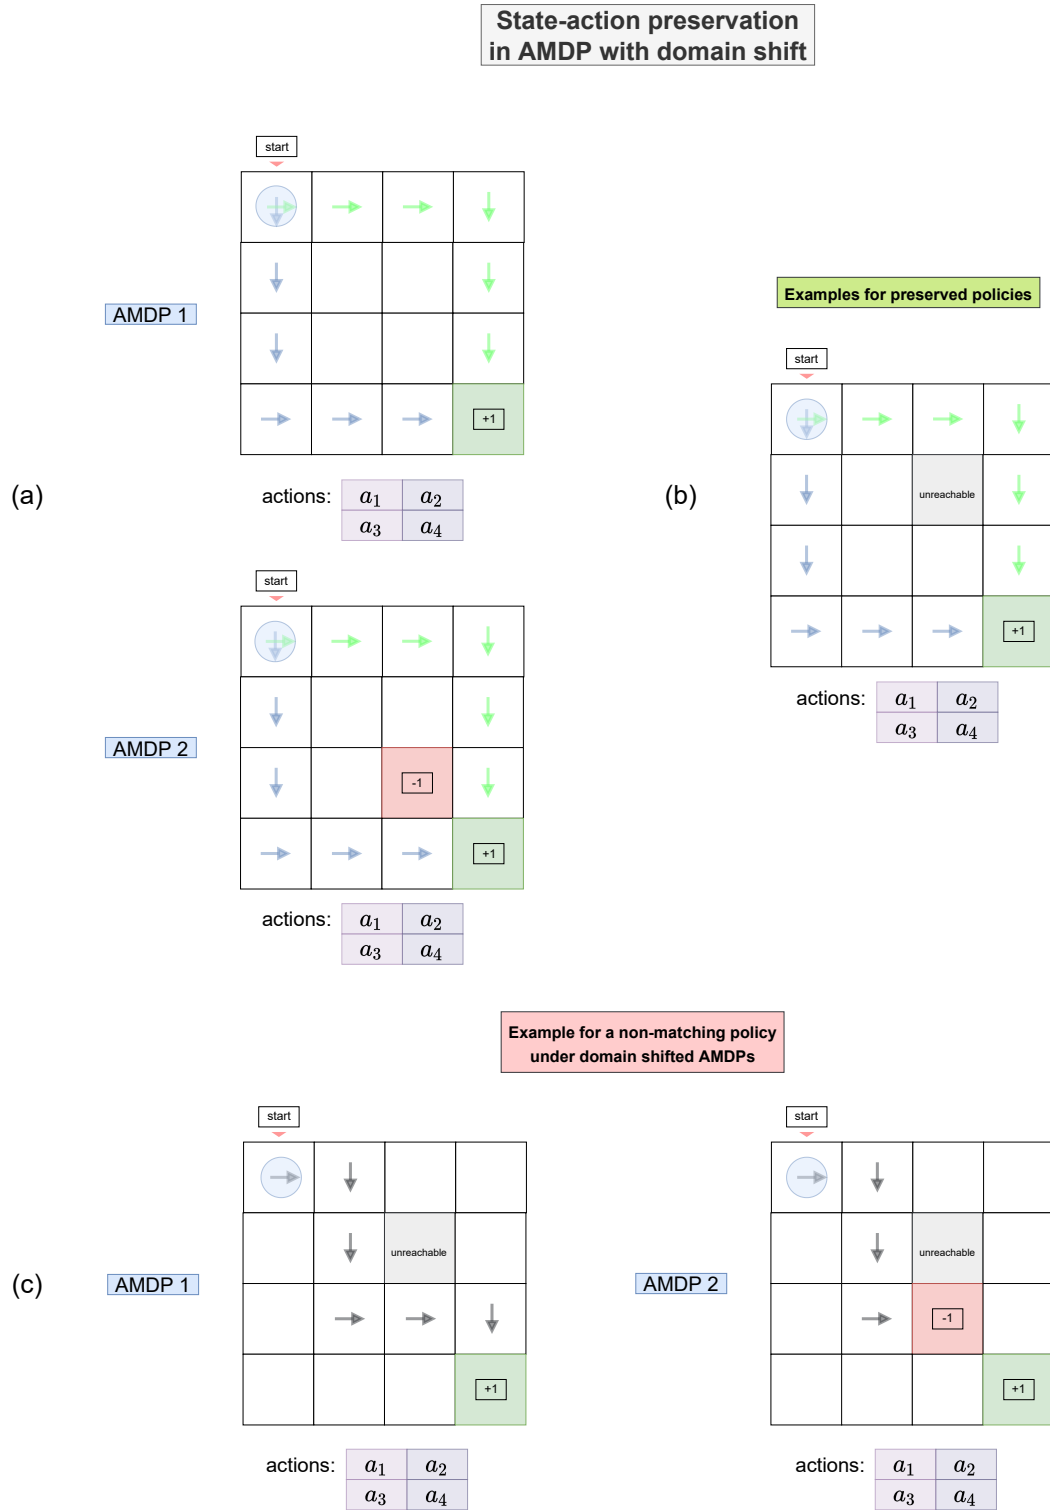 State-action preservation
in AMDP with domain shift
start
AMDP 1
+1
(a)
actions:
a₁ a₂
a₃ a₄
start
AMDP 2
-1
+1
actions:
a₁ a₂
a₃ a₄
Examples for preserved policies
start
(b)
unreachable
+1
actions:
a₁ a₂
a₃ a₄
Example for a non-matching policy
under domain shifted AMDPs
start
(c)
AMDP 1
unreachable
+1
actions:
a₁ a₂
a₃ a₄
start
AMDP 2
unreachable
-1
+1
actions:
a₁ a₂
a₃ a₄